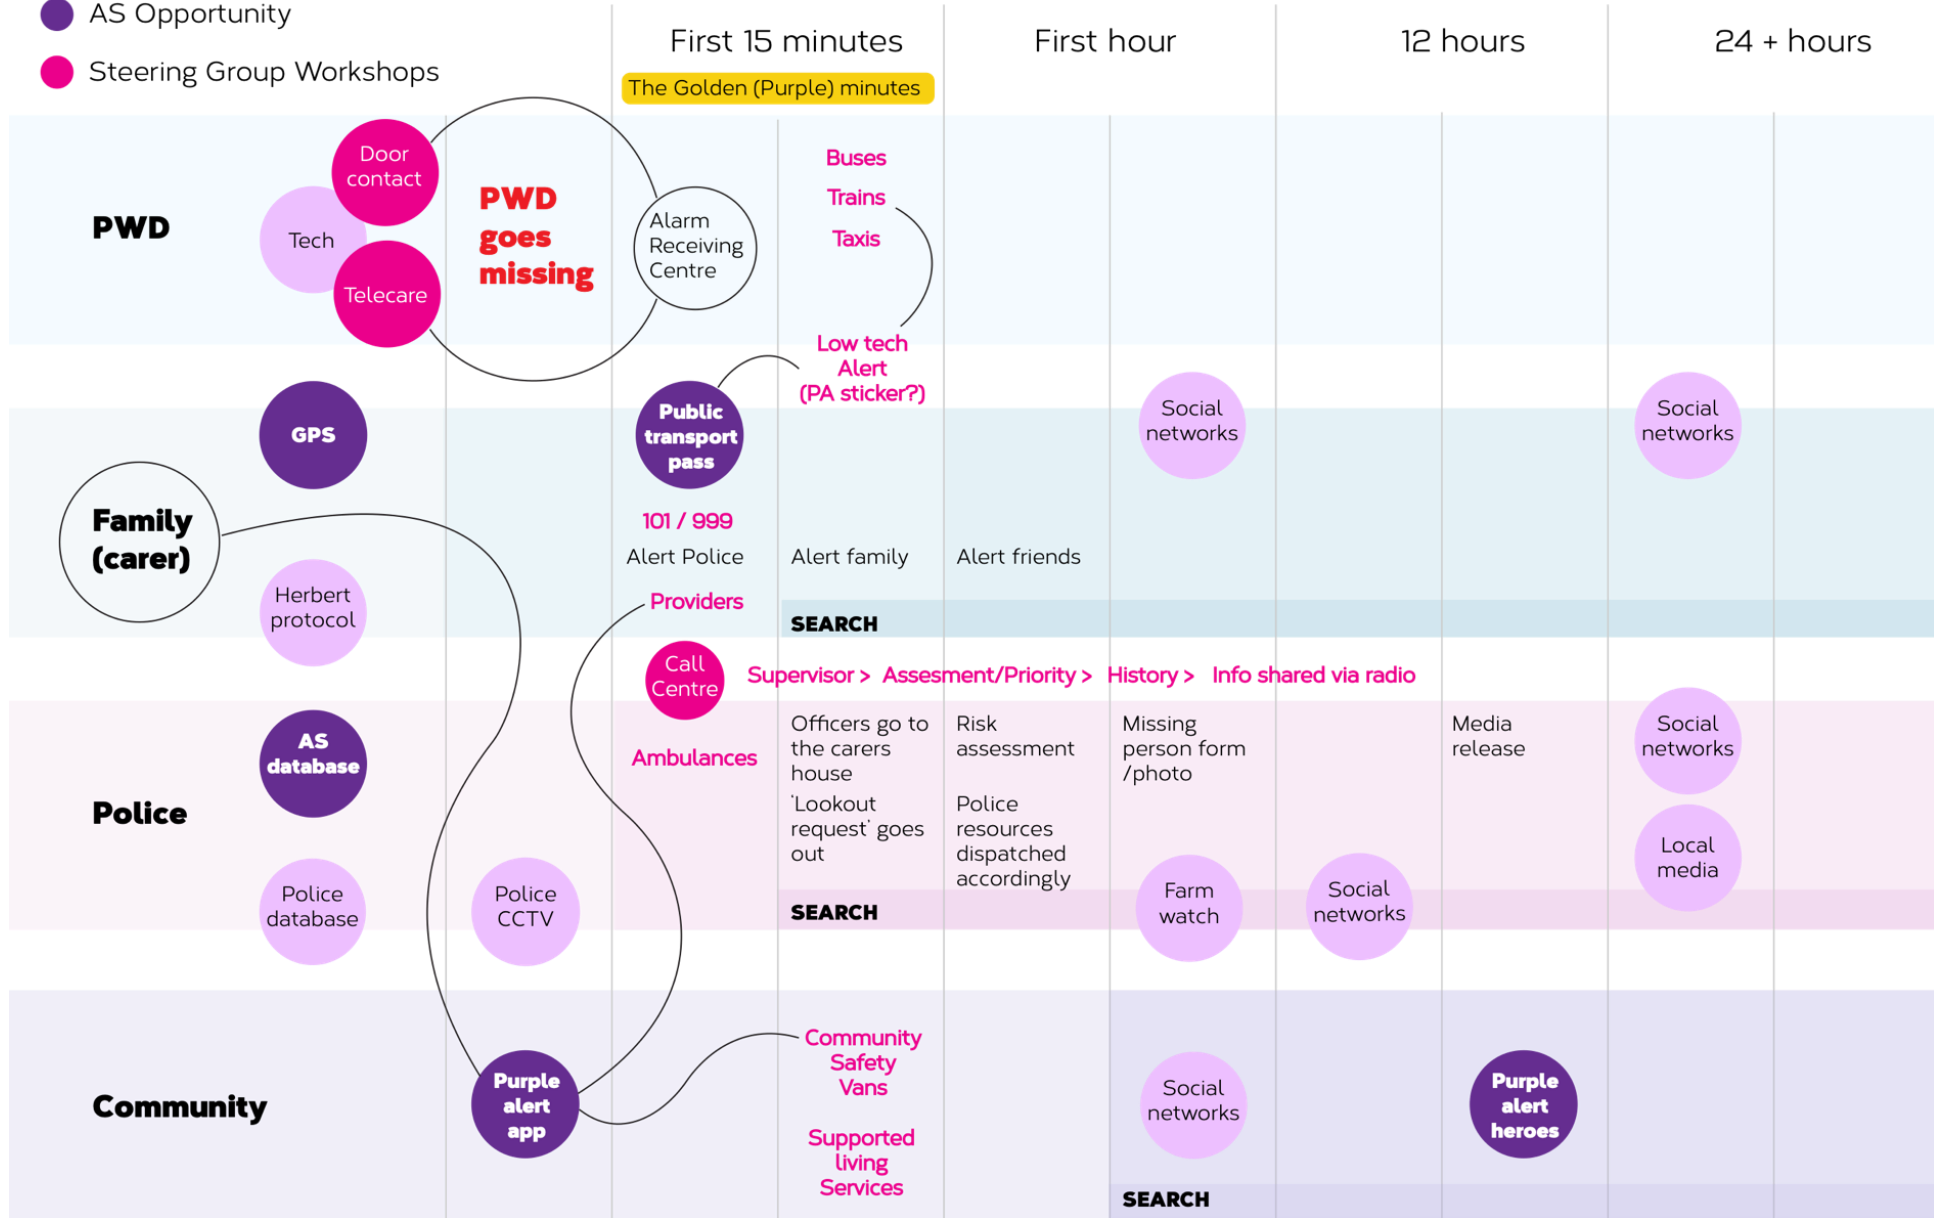 AS Opportunity
Steering Group Workshops
First 15 minutes
First hour
12 hours
24 + hours
The Golden (Purple) minutes
PWD
Door
contact
Tech
Telecare
PWD
goes
missing
Alarm
Receiving
Centre
Buses
Trains
Taxis
Low tech
Alert
(PA sticker?)
Family
(carer)
GPS
Herbert
protocol
Public
transport
pass
101 / 999
Alert Police
Providers
Alert family
Alert friends
SEARCH
Social
networks
Social
networks
Call
Centre
Supervisor > Assesment/Priority > History > Info shared via radio
Police
AS
database
Police
database
Police
CCTV
Ambulances
Officers go to
the carers
house
'Lookout
request' goes
out
SEARCH
Risk
assessment
Police
resources
dispatched
accordingly
Missing
person form
/photo
Farm
watch
Social
networks
Media
release
Social
networks
Local
media
Community
Purple
alert
app
Community
Safety
Vans
Supported
living
Services
Social
networks
SEARCH
Purple
alert
heroes